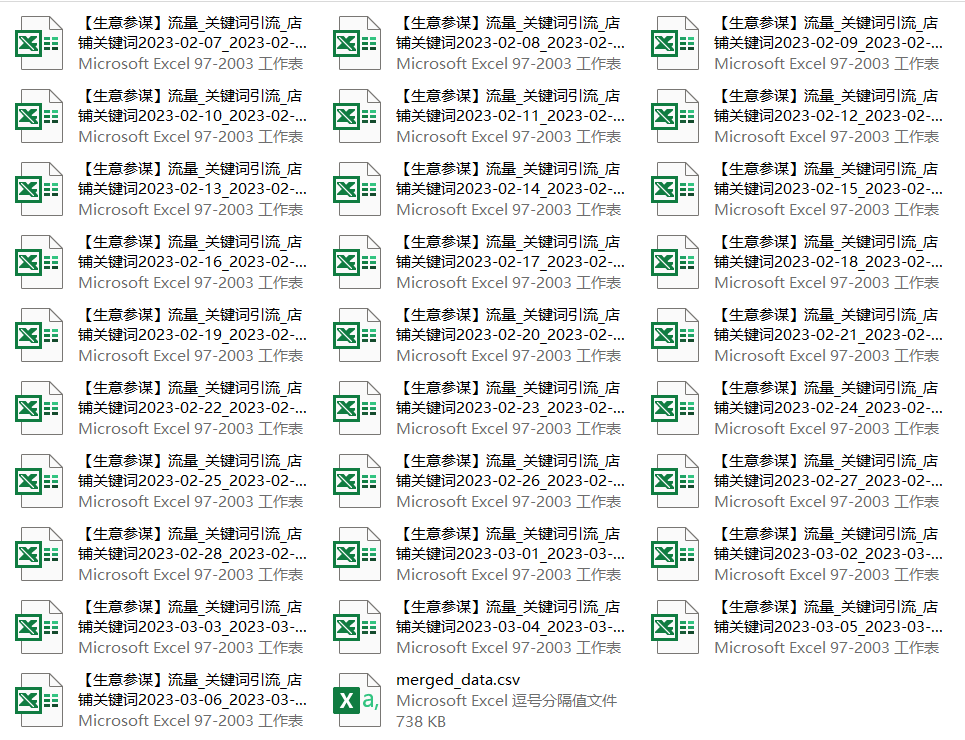 【生意参谋】流量_关键词引流_店
铺关键词2023-02-07_2023-02-...
Microsoft Excel 97-2003 工作表
【生意参谋】流量_关键词引流_店
铺关键词2023-02-08_2023-02-...
Microsoft Excel 97-2003 工作表
【生意参谋】流量_关键词引流_店
铺关键词2023-02-09_2023-02-...
Microsoft Excel 97-2003 工作表
【生意参谋】流量_关键词引流_店
铺关键词2023-02-10_2023-02-...
Microsoft Excel 97-2003 工作表
【生意参谋】流量_关键词引流_店
铺关键词2023-02-11_2023-02-...
Microsoft Excel 97-2003 工作表
【生意参谋】流量_关键词引流_店
铺关键词2023-02-12_2023-02-...
Microsoft Excel 97-2003 工作表
【生意参谋】流量_关键词引流_店
铺关键词2023-02-13_2023-02-...
Microsoft Excel 97-2003 工作表
【生意参谋】流量_关键词引流_店
铺关键词2023-02-14_2023-02-...
Microsoft Excel 97-2003 工作表
【生意参谋】流量_关键词引流_店
铺关键词2023-02-15_2023-02-...
Microsoft Excel 97-2003 工作表
【生意参谋】流量_关键词引流_店
铺关键词2023-02-16_2023-02-...
Microsoft Excel 97-2003 工作表
【生意参谋】流量_关键词引流_店
铺关键词2023-02-17_2023-02-...
Microsoft Excel 97-2003 工作表
【生意参谋】流量_关键词引流_店
铺关键词2023-02-18_2023-02-...
Microsoft Excel 97-2003 工作表
【生意参谋】流量_关键词引流_店
铺关键词2023-02-19_2023-02-...
Microsoft Excel 97-2003 工作表
【生意参谋】流量_关键词引流_店
铺关键词2023-02-20_2023-02-...
Microsoft Excel 97-2003 工作表
【生意参谋】流量_关键词引流_店
铺关键词2023-02-21_2023-02-...
Microsoft Excel 97-2003 工作表
【生意参谋】流量_关键词引流_店
铺关键词2023-02-22_2023-02-...
Microsoft Excel 97-2003 工作表
【生意参谋】流量_关键词引流_店
铺关键词2023-02-23_2023-02-...
Microsoft Excel 97-2003 工作表
【生意参谋】流量_关键词引流_店
铺关键词2023-02-24_2023-02-...
Microsoft Excel 97-2003 工作表
【生意参谋】流量_关键词引流_店
铺关键词2023-02-25_2023-02-...
Microsoft Excel 97-2003 工作表
【生意参谋】流量_关键词引流_店
铺关键词2023-02-26_2023-02-...
Microsoft Excel 97-2003 工作表
【生意参谋】流量_关键词引流_店
铺关键词2023-02-27_2023-02-...
Microsoft Excel 97-2003 工作表
【生意参谋】流量_关键词引流_店
铺关键词2023-02-28_2023-02-...
Microsoft Excel 97-2003 工作表
【生意参谋】流量_关键词引流_店
铺关键词2023-03-01_2023-03-...
Microsoft Excel 97-2003 工作表
【生意参谋】流量_关键词引流_店
铺关键词2023-03-02_2023-03-...
Microsoft Excel 97-2003 工作表
【生意参谋】流量_关键词引流_店
铺关键词2023-03-03_2023-03-...
Microsoft Excel 97-2003 工作表
【生意参谋】流量_关键词引流_店
铺关键词2023-03-04_2023-03-...
Microsoft Excel 97-2003 工作表
【生意参谋】流量_关键词引流_店
铺关键词2023-03-05_2023-03-...
Microsoft Excel 97-2003 工作表
【生意参谋】流量_关键词引流_店
铺关键词2023-03-06_2023-03-...
Microsoft Excel 97-2003 工作表
merged_data.csv
Microsoft Excel 逗号分隔值文件
738 KB